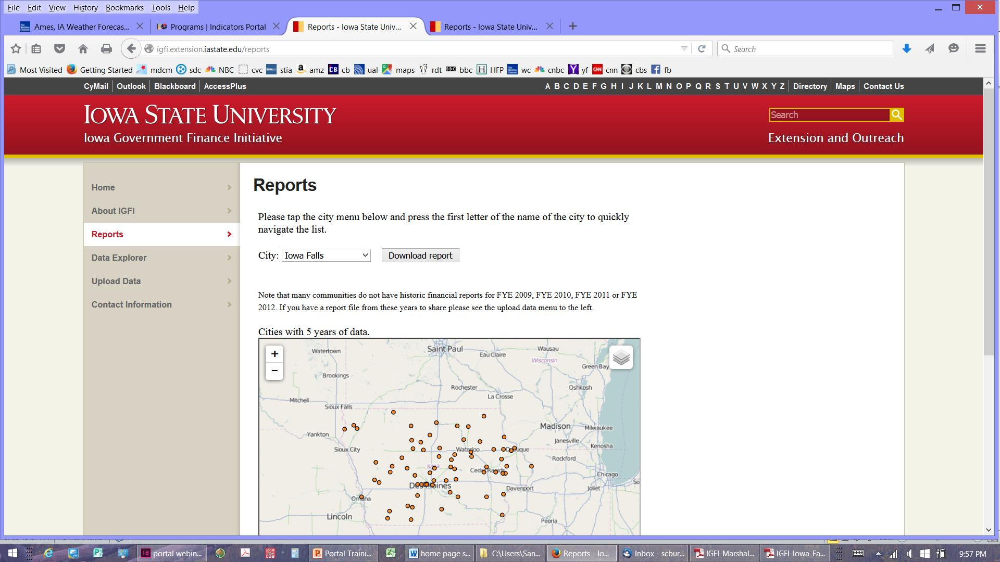 File Edit View History Bookmarks Tools Help
Ames, IA Weather Forecas... Programs | Indicators Portal Reports - Iowa State Univ... Reports - Iowa State Univ...
igfi.extension.iastate.edu/reports Search
Most Visited Getting Started mdcm sdc NBC cvc stia amz cb ual maps rdt bbc HFP wc cnbc yf cnn cbs fb
CyMail Outlook Blackboard AccessPlus A B C D E F G H I J K L M N O P Q R S T U V W X Y Z Directory Maps Contact Us
IOWA STATE UNIVERSITY
Search
Iowa Government Finance Initiative Extension and Outreach
Home
About IGFI
Reports
Data Explorer
Upload Data
Contact Information
Reports
Please tap the city menu below and press the first letter of the name of the city to quickly
navigate the list.
City: Iowa Falls Download report
Note that many communities do not have historic financial reports for FYE 2009, FYE 2010, FYE 2011 or FYE
2012. If you have a report file from these years to share please see the upload data menu to the left.
Cities with 5 years of data.
+
−
Watertown Saint Paul Eau Claire Wausau
Wisconsin
Green Bay
Brookings
Rochester Oshkosh
La Crosse
Mitchell
Sioux Falls
Madison Milwaukee
Yankton
Janesville
Kenosha
Sioux City Waterloo Dubuque
Rockford
Iowa
Cedar Rapids
Chicago
So
Des Moines Davenport Joliet
Omaha
Lincoln
Peoria
portal webin... Portal Traini... home page s... C:\Users\San... Reports - Io... Inbox - scbur... IGFI-Marshal... IGFI-Iowa_Fa... 9:57 PM